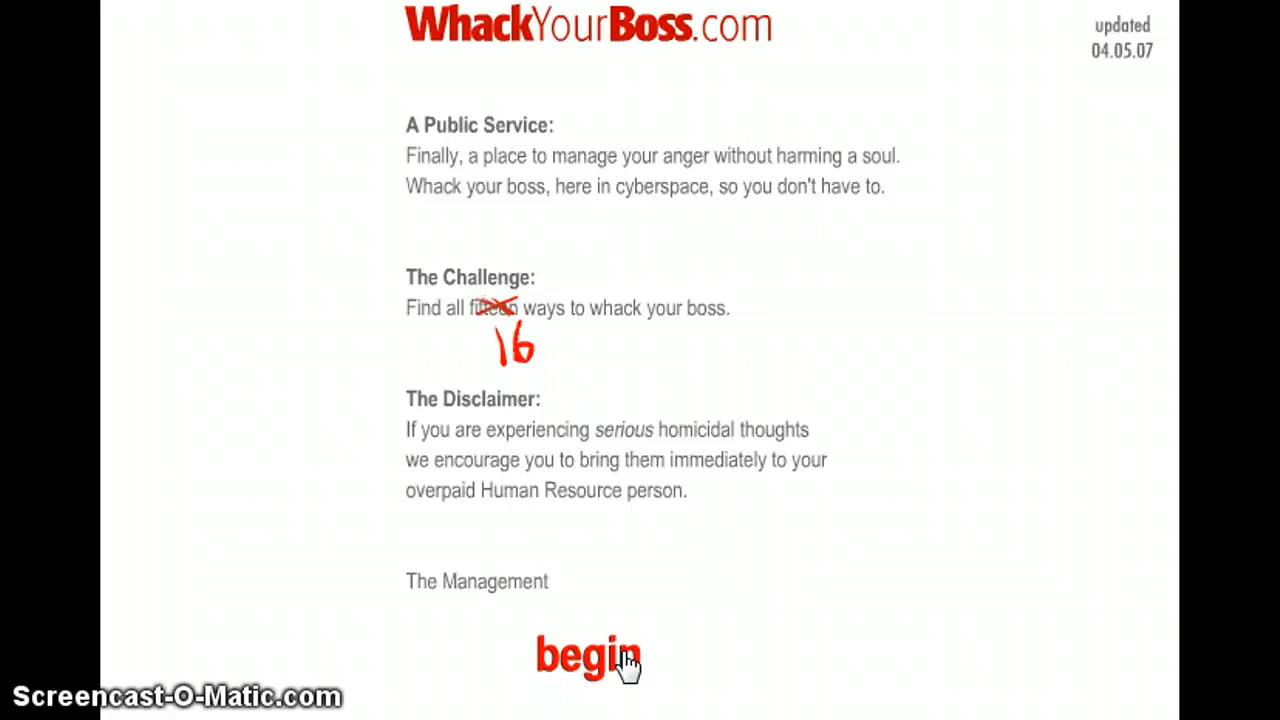 WhackYourBoss.com
updated
04.05.07
A Public Service:
Finally, a place to manage your anger without harming a soul.
Whack your boss, here in cyberspace, so you don't have to.
The Challenge:
Find all fifteen ways to whack your boss.
16
The Disclaimer:
If you are experiencing serious homicidal thoughts
we encourage you to bring them immediately to your
overpaid Human Resource person.
The Management
begin
Screencast-O-Matic.com